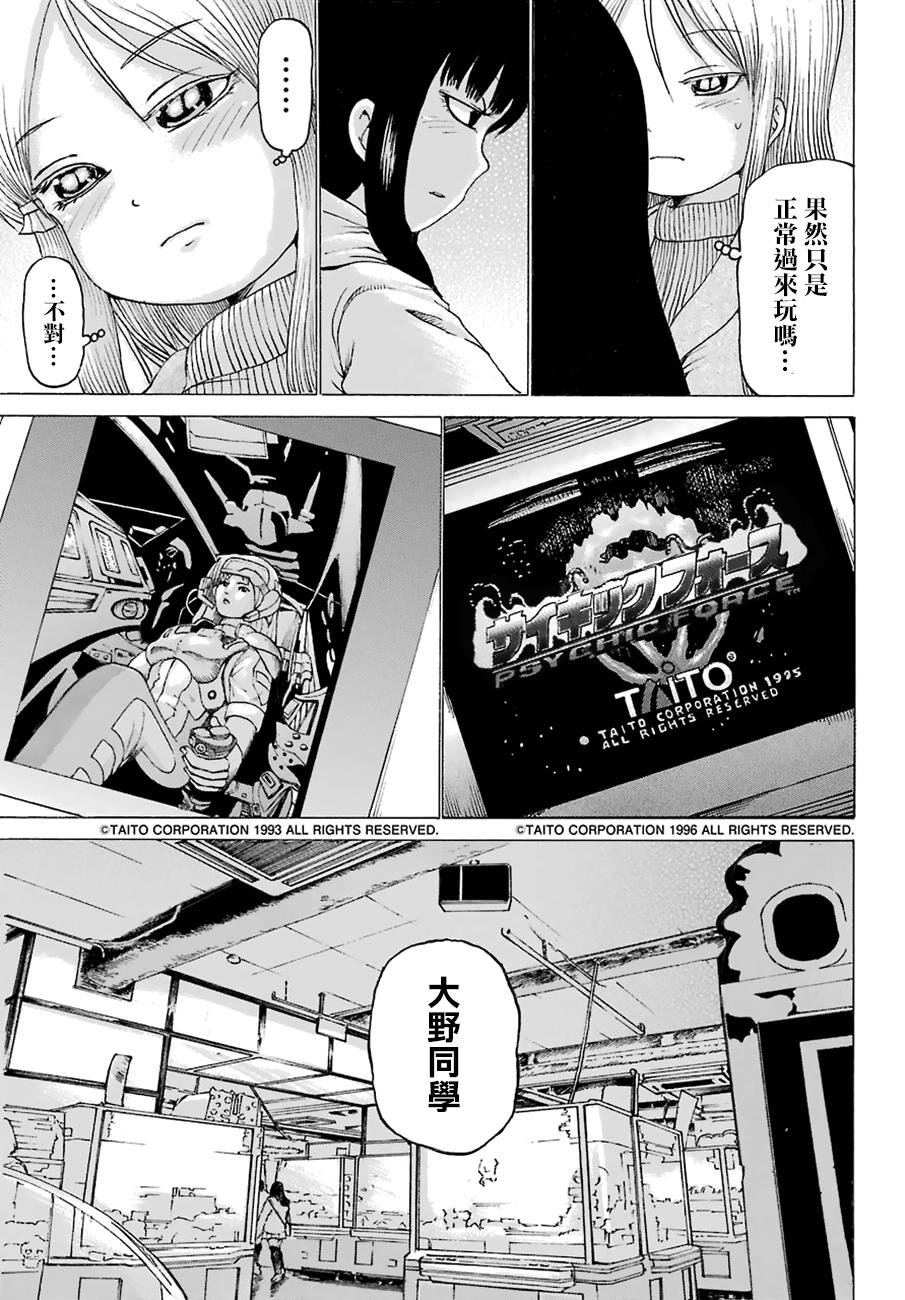 果然只是
正常過來玩嗎…
……
…不對…
サイキックフォース
TM
PSYCHIC FORCE
TAITO®
© TAITO CORPORATION 1995
ALL RIGHTS RESERVED
©TAITO CORPORATION 1996 ALL RIGHTS RESERVED.
©TAITO CORPORATION 1993 ALL RIGHTS RESERVED.
大野同學